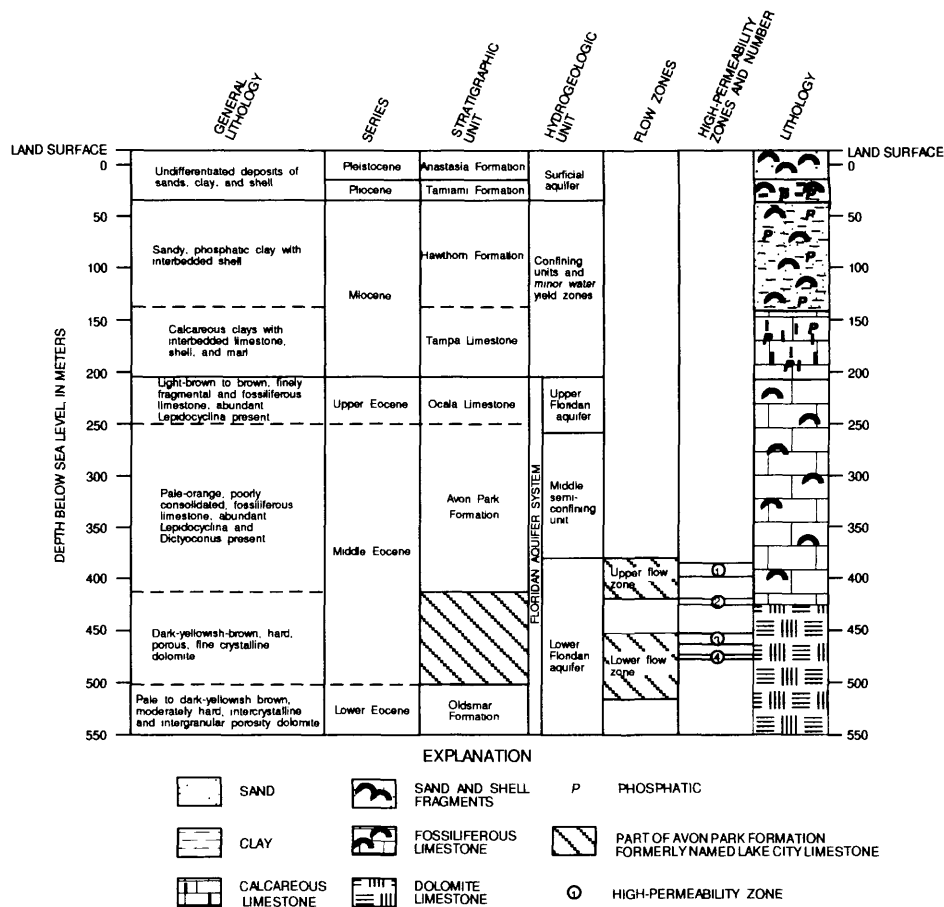 GENERAL
LITHOLOGY
SERIES
STRATIGRAPHIC
UNIT
HYDROGEOLOGIC
UNIT
FLOW ZONES
HIGH-PERMEABILITY
ZONES AND NUMBER
LITHOLOGY
LAND SURFACE
LAND SURFACE
DEPTH BELOW SEA LEVEL IN METERS
0
50
100
150
200
250
300
350
400
450
500
550
Undifferentiated deposits of
sands, clay, and shell
Sandy, phosphatic clay with
interbedded shell
Calcareous clays with
interbedded limestone,
shell, and marl
Light-brown to brown, finely
fragmental and fossiliferous
limestone, abundant
Lepidocyclina present
Pale-orange, poorly
consolidated, fossiliferous
limestone, abundant
Lepidocyclina and
Dictyoconus present
Dark-yellowish-brown, hard,
porous, fine crystalline
dolomite
Pale to dark-yellowish brown,
moderately hard, intercrystalline
and intergranular porosity dolomite
Pleistocene
Pliocene
Miocene
Upper Eocene
Middle Eocene
Lower Eocene
Anastasia Formation
Tamiami Formation
Hawthorn Formation
Tampa Limestone
Ocala Limestone
Avon Park
Formation
Oldsmar
Formation
FLORIDAN AQUIFER SYSTEM
Surficial
aquifer
Confining
units and
minor water
yield zones
Upper
Floridan
aquifer
Middle
semi-
confining
unit
Lower
Floridan
aquifer
Upper flow
zone
Lower flow
zone
1
2
3
4
P
P
P
P
P
P
P
P
P
P
0
50
100
150
200
250
300
350
400
450
500
550
EXPLANATION
SAND
CLAY
CALCAREOUS
LIMESTONE
SAND AND SHELL
FRAGMENTS
FOSSILIFEROUS
LIMESTONE
DOLOMITE
LIMESTONE
P PHOSPHATIC
PART OF AVON PARK FORMATION
FORMERLY NAMED LAKE CITY LIMESTONE
1 HIGH-PERMEABILITY ZONE